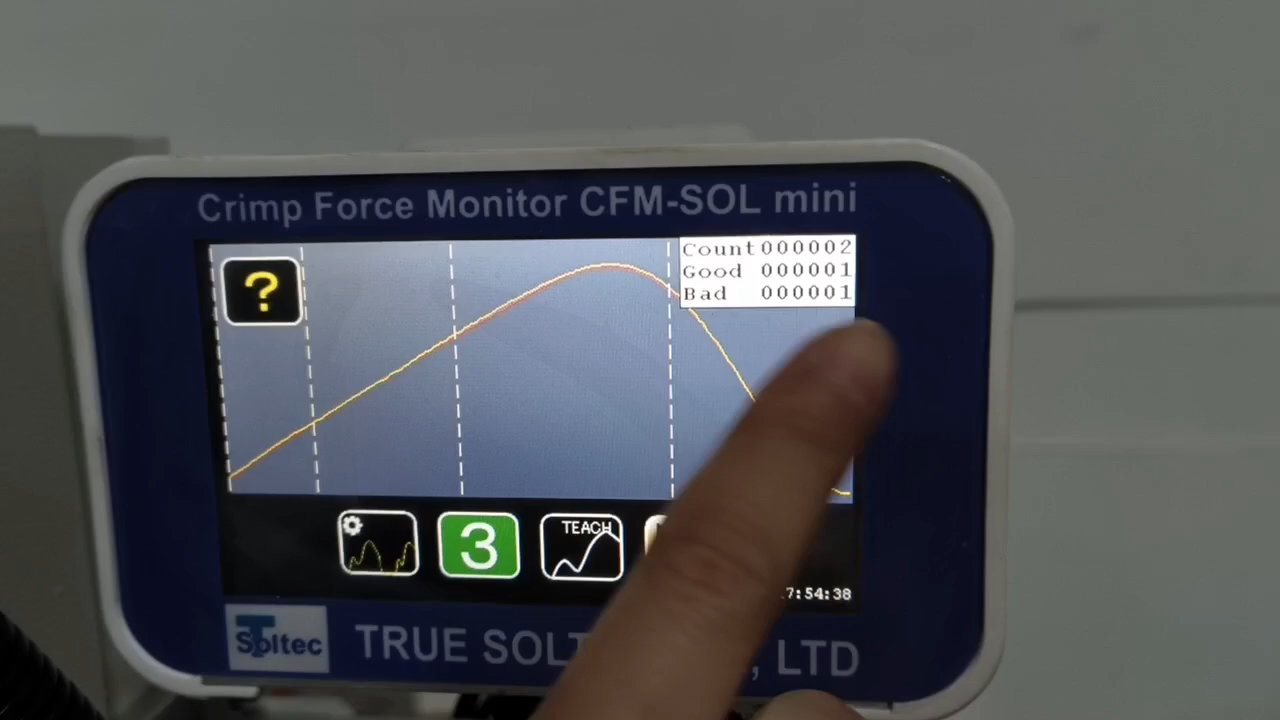 Crimp Force Monitor CFM-SOL mini
?
Count 000002
Good 000001
Bad 000001
3
TEACH
7:54:38
Soltec
TRUE SOLT , LTD